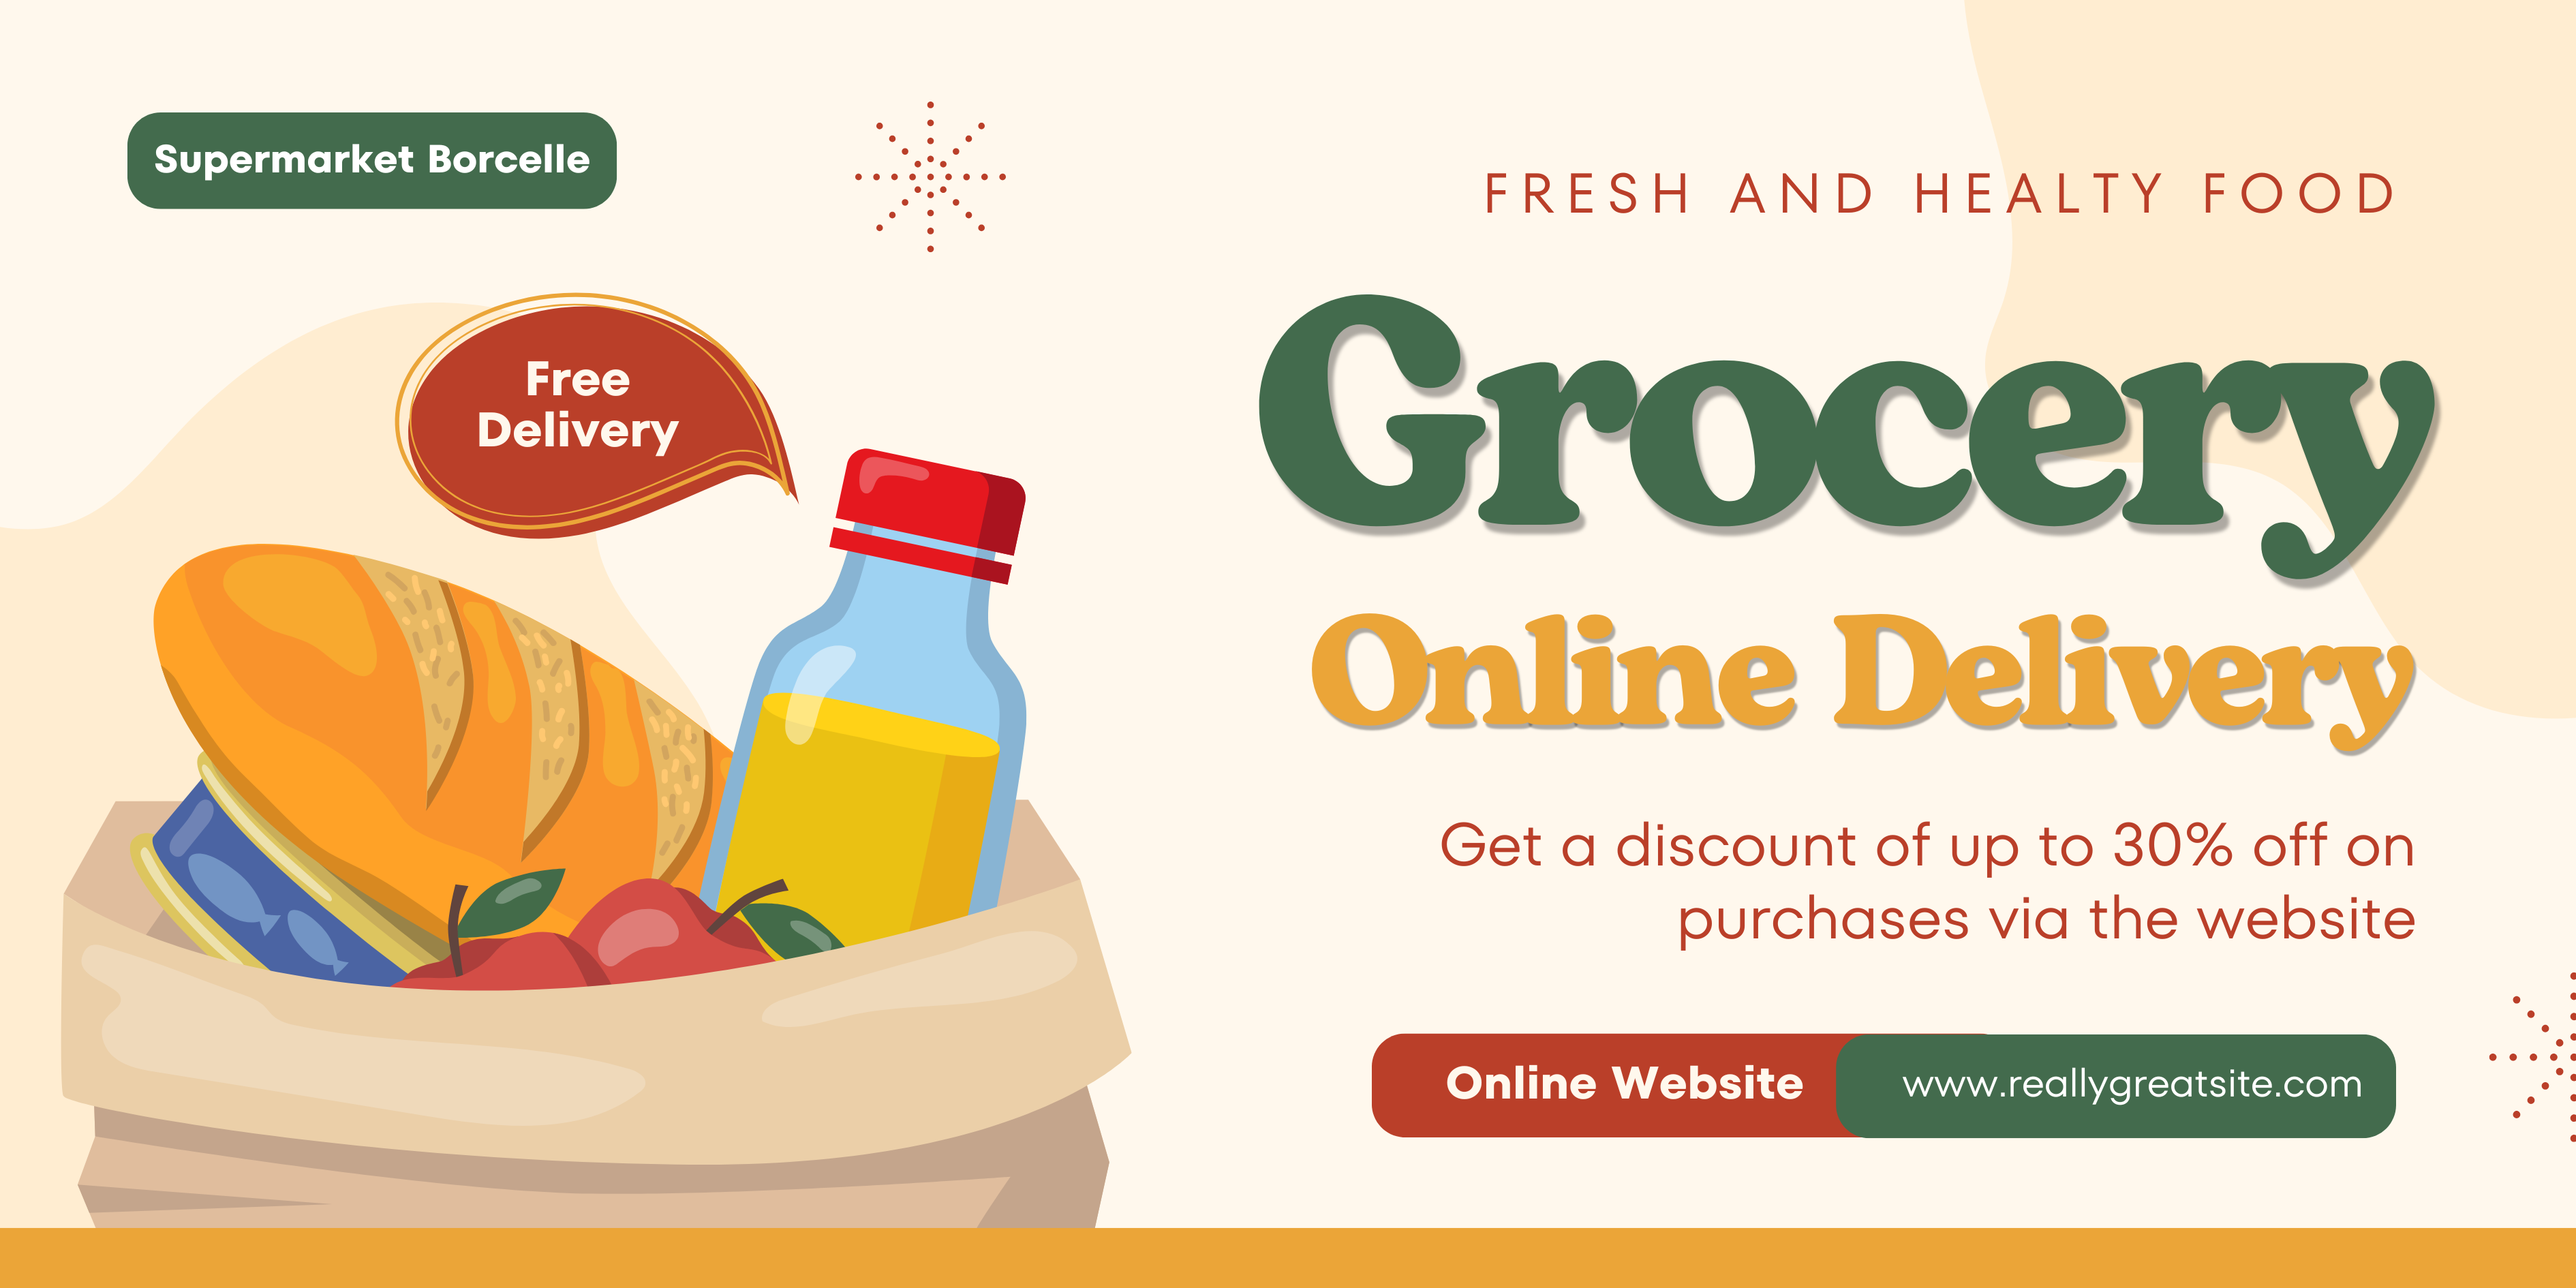 Supermarket Borcelle
FRESH AND HEALTY FOOD
Free
Delivery
Grocery
Online Delivery
Get a discount of up to 30% off on
purchases via the website
Online Website
www.reallygreatsite.com